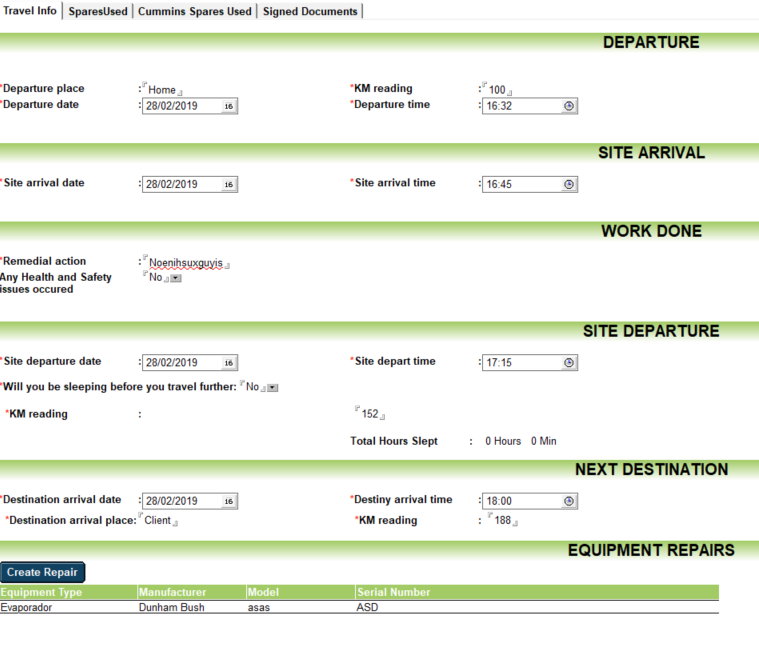 Travel Info SparesUsed Cummins Spares Used Signed Documents
DEPARTURE
*Departure place : Home *KM reading : 100
*Departure date : 28/02/2019 16 *Departure time : 16:32
SITE ARRIVAL
*Site arrival date : 28/02/2019 16 *Site arrival time : 16:45
WORK DONE
*Remedial action : Noenihsuxguyis
Any Health and Safety No
issues occured
SITE DEPARTURE
*Site departure date : 28/02/2019 16 *Site depart time : 17:15
*Will you be sleeping before you travel further: No
*KM reading : 152
Total Hours Slept : 0 Hours 0 Min
NEXT DESTINATION
*Destination arrival date : 28/02/2019 16 *Destiny arrival time : 18:00
*Destination arrival place: Client *KM reading : 188
EQUIPMENT REPAIRS
Create Repair
Equipment Type Manufacturer Model Serial Number
Evaporador Dunham Bush asas ASD